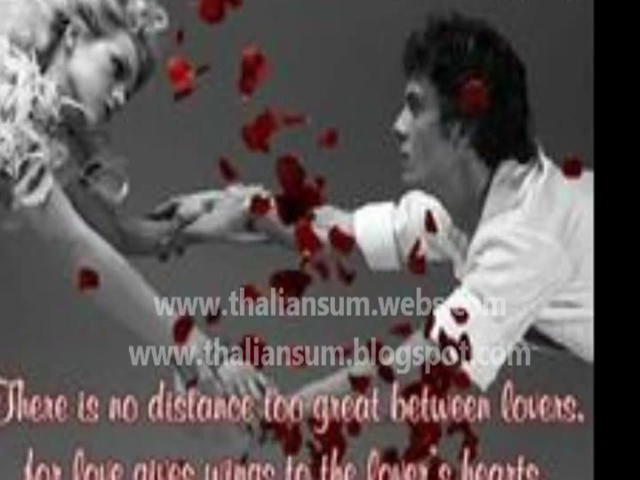 www.thaliansum.webs.com
www.thaliansum.blogspot.com
There is no distance too great between lovers,
for love gives wings to the lover's hearts